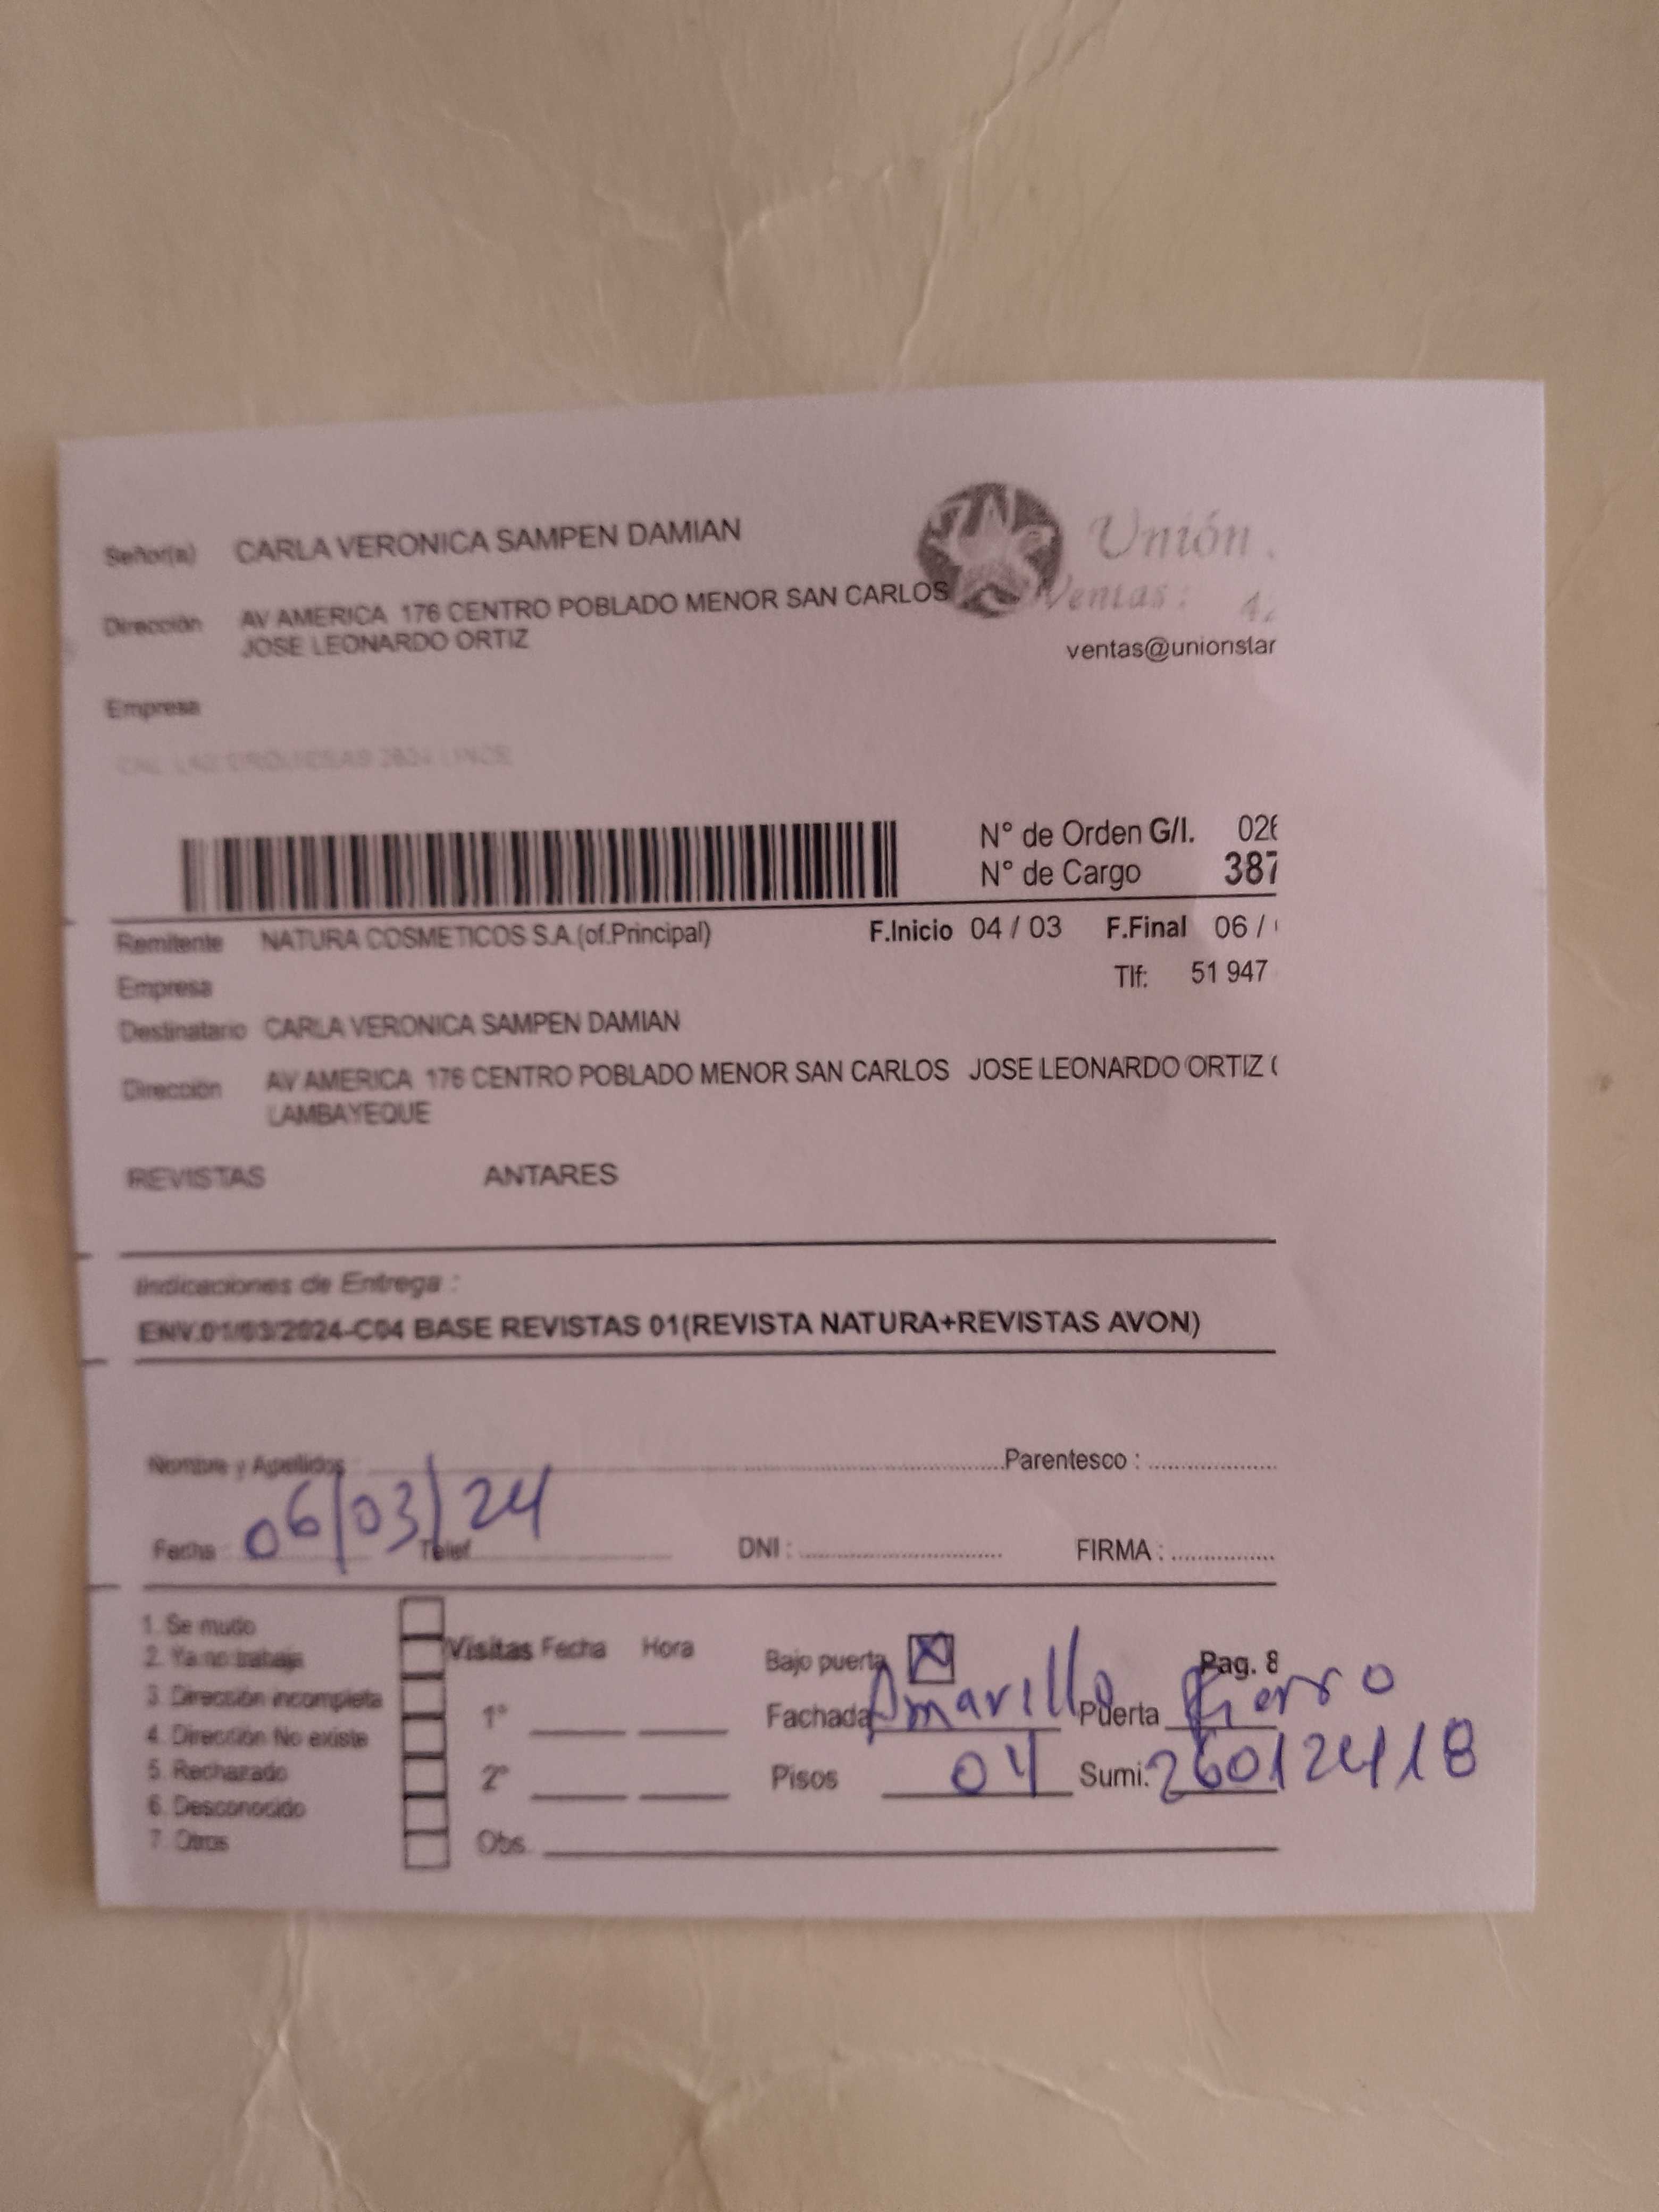 Señor(a) CARLA VERONICA SAMPEN DAMIAN
Unión
Dirección AV AMERICA 176 CENTRO POBLADO MENOR SAN CARLOS
JOSE LEONARDO ORTIZ
Ventas :
ventas@unionstar
Empresa
N° de Orden G/I. 026
N° de Cargo 387
Remitente NATURA COSMETICOS S.A.(of.Principal) F.Inicio 04 / 03 F.Final 06 /
Empresa Tlf: 51 947
Destinatario CARLA VERONICA SAMPEN DAMIAN
Dirección AV AMERICA 176 CENTRO POBLADO MENOR SAN CARLOS JOSE LEONARDO ORTIZ (
LAMBAYEQUE
REVISTAS ANTARES
Indicaciones de Entrega :
ENV.01/03/2024-C04 BASE REVISTAS 01(REVISTA NATURA+REVISTAS AVON)
Nombre y Apellidos : Parentesco :
Fecha : 06/03/24 Telef. DNI : FIRMA :
1. Se mudo
2. Ya no trabaja
3. Dirección incompleta
4. Dirección No existe
5. Rechazado
6. Desconocido
7. Otros
Visitas Fecha Hora
1°
2°
Obs.
Bajo puerta X Pag. 8
Fachada Amarillo Puerta Fierro
Pisos 04 Sumi. 260124118